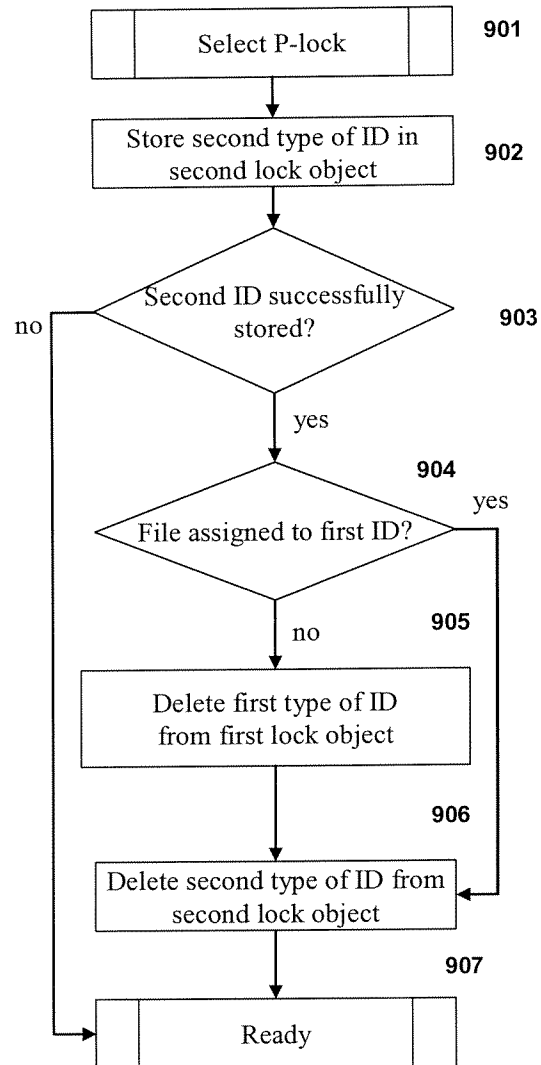 Select P-lock
901
Store second type of ID in
second lock object
902
Second ID successfully
stored?
no
903
yes
904
File assigned to first ID?
yes
no
905
Delete first type of ID
from first lock object
906
Delete second type of ID from
second lock object
907
Ready